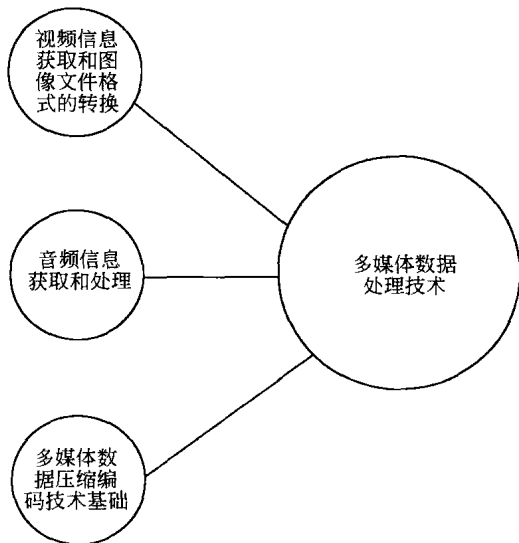 视频信息
获取和图
像文件格
式的转换
音频信息
获取和处理
多媒体数据
处理技术
多媒体数
据压缩编
码技术基础